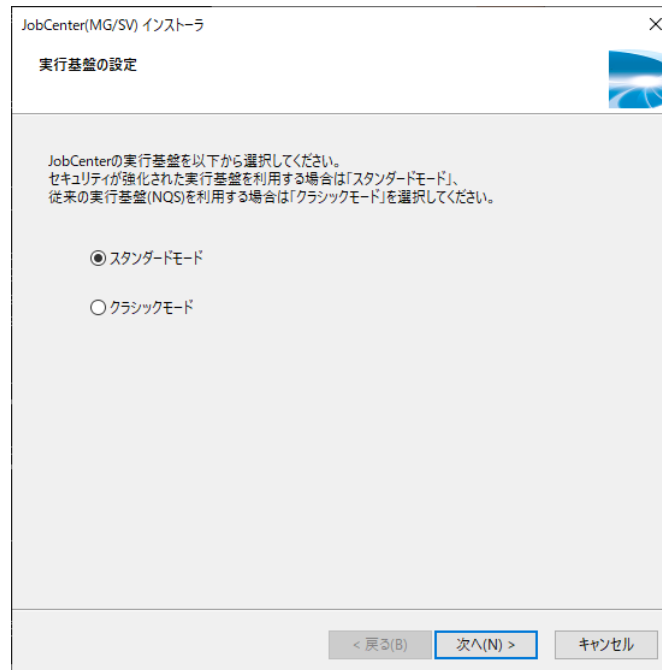 JobCenter(MG/SV) インストーラ
実行基盤の設定
JobCenterの実行基盤を以下から選択してください。
セキュリティが強化された実行基盤を利用する場合は「スタンダードモード」、
従来の実行基盤(NQS)を利用する場合は「クラシックモード」を選択してください。
スタンダードモード
クラシックモード
< 戻る(B)
次へ(N) >
キャンセル